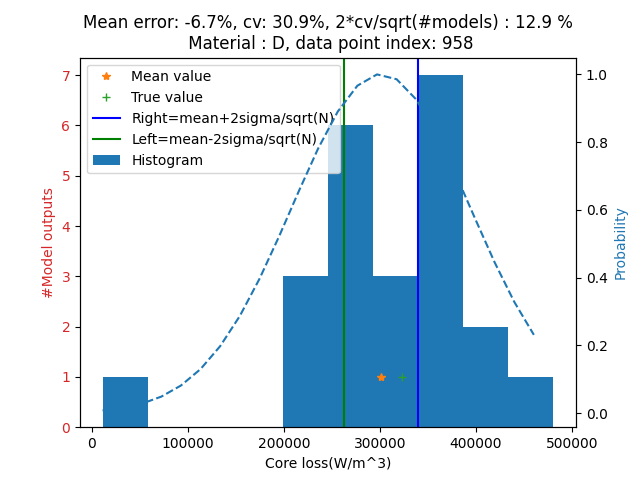 Mean error: -6.7%, cv: 30.9%, 2*cv/sqrt(#models) : 12.9 %
Material : D, data point index: 958
Mean value
True value
Right=mean+2sigma/sqrt(N)
Left=mean-2sigma/sqrt(N)
Histogram
#Model outputs
7
6
5
4
3
2
1
0
1.0
0.8
0.6
0.4
0.2
0.0
Probability
0
100000
200000
300000
400000
500000
Core loss(W/m^3)